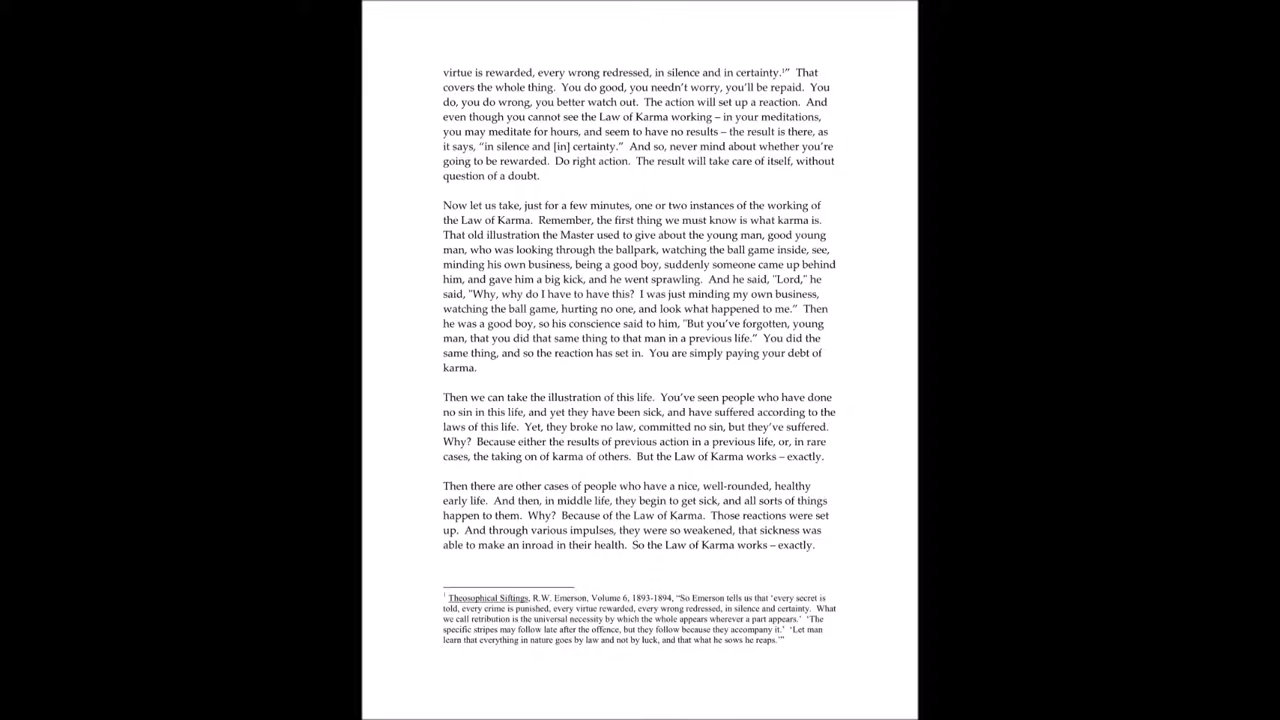 virtue is rewarded, every wrong redressed, in silence and in certainty.¹” That
covers the whole thing. You do good, you needn’t worry, you’ll be repaid. You
do, you do wrong, you better watch out. The action will set up a reaction. And
even though you cannot see the Law of Karma working – in your meditations,
you may meditate for hours, and seem to have no results – the result is there, as
it says, “in silence and [in] certainty.” And so, never mind about whether you’re
going to be rewarded. Do right action. The result will take care of itself, without
question of a doubt.
Now let us take, just for a few minutes, one or two instances of the working of
the Law of Karma. Remember, the first thing we must know is what karma is.
That old illustration the Master used to give about the young man, good young
man, who was looking through the ballpark, watching the ball game inside, see,
minding his own business, being a good boy, suddenly someone came up behind
him, and gave him a big kick, and he went sprawling. And he said, "Lord," he
said, "Why, why do I have to have this? I was just minding my own business,
watching the ball game, hurting no one, and look what happened to me.” Then
he was a good boy, so his conscience said to him, "But you’ve forgotten, young
man, that you did that same thing to that man in a previous life.” You did the
same thing, and so the reaction has set in. You are simply paying your debt of
karma.
Then we can take the illustration of this life. You’ve seen people who have done
no sin in this life, and yet they have been sick, and have suffered according to the
laws of this life. Yet, they broke no law, committed no sin, but they’ve suffered.
Why? Because either the results of previous action in a previous life, or, in rare
cases, the taking on of karma of others. But the Law of Karma works – exactly.
Then there are other cases of people who have a nice, well-rounded, healthy
early life. And then, in middle life, they begin to get sick, and all sorts of things
happen to them. Why? Because of the Law of Karma. Those reactions were set
up. And through various impulses, they were so weakened, that sickness was
able to make an inroad in their health. So the Law of Karma works – exactly.
¹ Theosophical Siftings, R.W. Emerson, Volume 6, 1893-1894, “So Emerson tells us that ‘every secret is
told, every crime is punished, every virtue rewarded, every wrong redressed, in silence and certainty. What
we call retribution is the universal necessity by which the whole appears wherever a part appears.’ ‘The
specific stripes may follow late after the offence, but they follow because they accompany it.’ ‘Let man
learn that everything in nature goes by law and not by luck, and that what he sows he reaps.’”